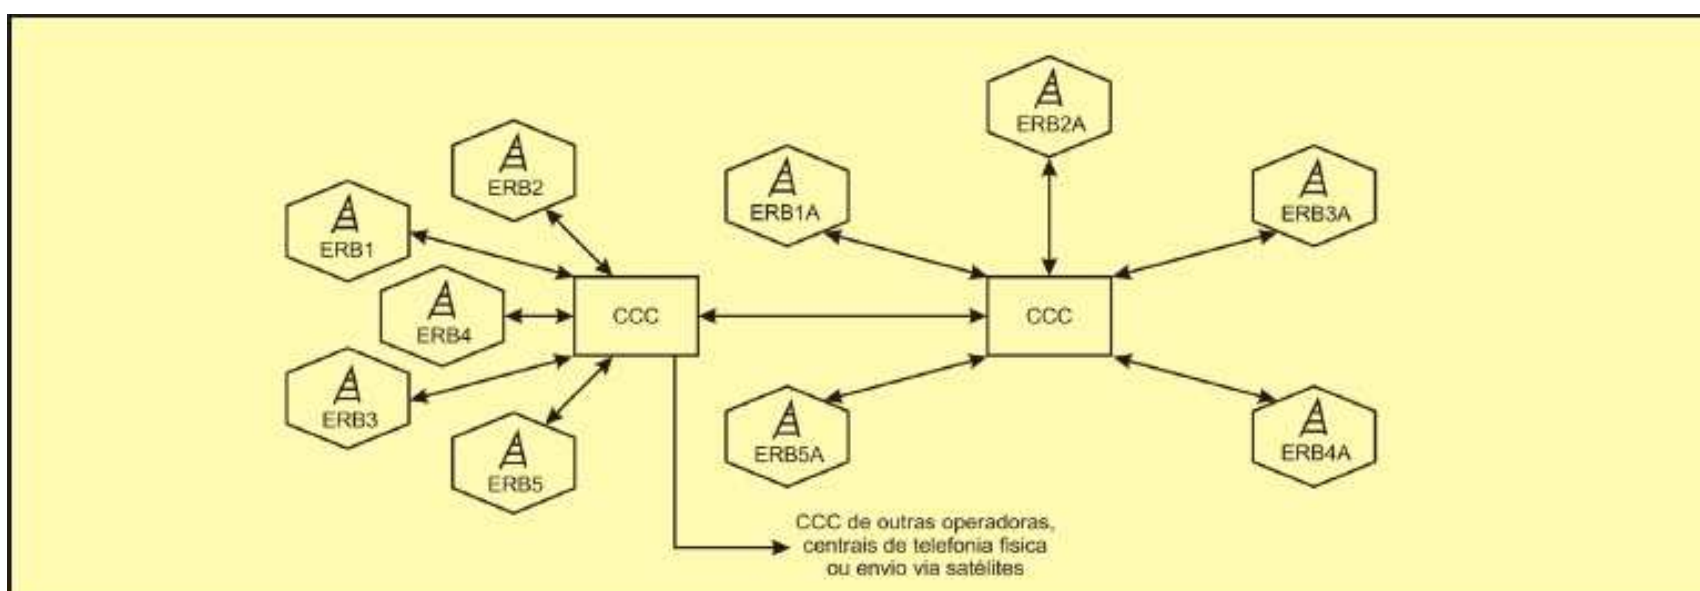 ERB2A
ERB2
ERB1A
ERB3A
ERB1
CCC
CCC
ERB4
ERB3
ERB5
ERB5A
ERB4A
CCC de outras operadoras,
centrais de telefonia fisica
ou envio via satélites